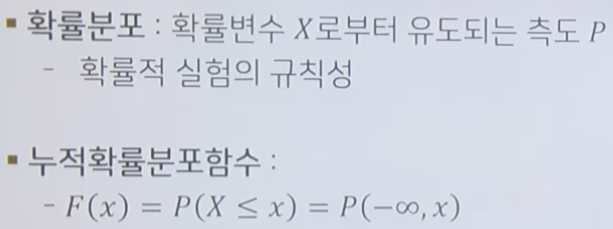 ▪ 확률분포 : 확률변수 X로부터 유도되는 측도 P
- 확률적 실험의 규칙성
▪ 누적확률분포함수 :
- F(x) = P(X ≤ x) = P(−∞, x)